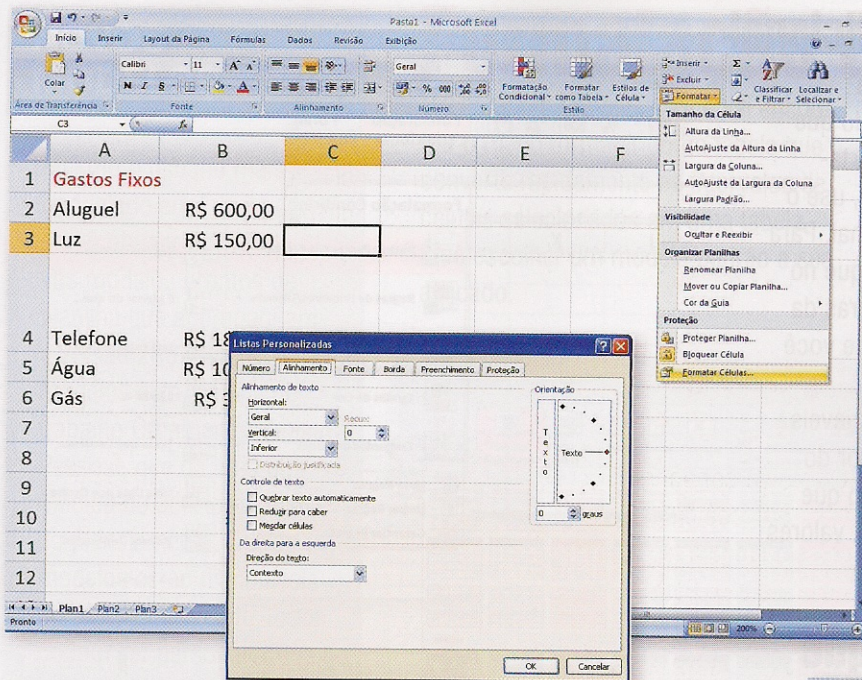 Pasta1 - Microsoft Excel
Início Inserir Layout da Página Fórmulas Dados Revisão Exibição
Colar
Calibri 11 A A
N I S
Geral
% 000
Formatação Condicional
Formatar como Tabela
Estilos de Célula
Inserir
Excluir
Formatar
Σ
Classificar e Filtrar
Localizar e Selecionar
Área de Transferência Fonte Alinhamento Número Estilo
C3 fx
A B C D E F
1 Gastos Fixos
2 Aluguel R$ 600,00
3 Luz R$ 150,00
4 Telefone R$ 18
5 Água R$ 10
6 Gás R$ 3
7
8
9
10
11
12
Plan1 Plan2 Plan3
Pronto
200%
Tamanho da Célula
Altura da Linha...
AutoAjuste da Altura da Linha
Largura da Coluna...
AutoAjuste da Largura da Coluna
Largura Padrão...
Visibilidade
Ocultar e Reexibir
Organizar Planilhas
Renomear Planilha
Mover ou Copiar Planilha...
Cor da Guia
Proteção
Proteger Planilha...
Bloquear Célula
Formatar Células...
Listas Personalizadas
Número Alinhamento Fonte Borda Preenchimento Proteção
Alinhamento de texto
Horizontal:
Geral
Recuo:
Vertical:
0
Inferior
Distribuição justificada
Controle de texto
Quebrar texto automaticamente
Reduzir para caber
Mesclar células
Da direita para a esquerda
Direção do texto:
Contexto
Orientação
Texto
Texto
0 graus
OK Cancelar